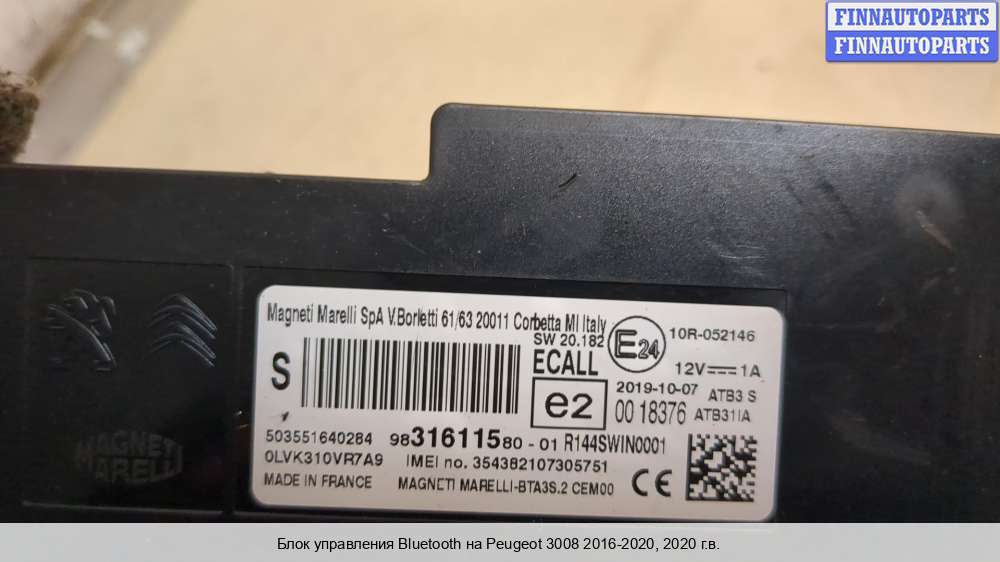 FINNAUTOPARTS
FINNAUTOPARTS
Magneti Marelli SpA V.Borletti 61/63 20011 Corbetta MI Italy
SW 20.182
E24
10R-052146
S
ECALL
12V 1A
e2
2019-10-07 ATB3 S
00 18376 ATB31IA
503551640284 9831611580-01 R144SWIN0001
0LVK310VR7A9 IMEI no. 354382107305751
MADE IN FRANCE MAGNETI MARELLI-BTA3S.2 CEM00
CE
MAGNETI
MARELLI
Блок управления Bluetooth на Peugeot 3008 2016-2020, 2020 г.в.